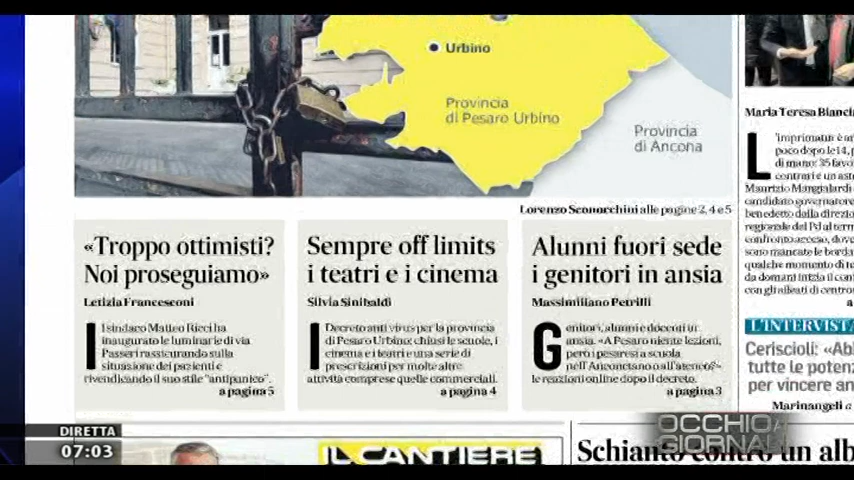 Urbino
Provincia
di Pesaro Urbino
Provincia
di Ancona
Lorenzo Sconocchini alle pagine 2, 4 e 5
«Troppo ottimisti?
Noi proseguiamo»
Letizia Francesconi
Il sindaco Matteo Ricci ha
inaugurato le luminarie di via
Passeri rassicurando sulla
situazione dei pazienti e
rivendicando il suo stile "antipanico".
a pagina 5
Sempre off limits
i teatri e i cinema
Silvia Sinibaldi
Il Decreto anti virus per la provincia
di Pesaro Urbino: chiusi le scuole, i
cinema e i teatri e una serie di
prescrizioni per molte altre
attività comprese quelle commerciali.
a pagina 4
Alunni fuori sede
i genitori in ansia
Massimiliano Petrilli
Genitori, alunni e docenti in
ansia. «A Pesaro niente lezioni,
però i pesaresi a scuola
nell'Anconetano o all'ateneo?»
le reazioni online dopo il decreto.
a pagina 3
Maria Teresa Bianci
L'imprimatur è ar
poco dopo le 14, p
di mano: 35 favo
contrari e un ast
Maurizio Mangialardi
candidato governatore
benedetto dalla direzio
regionale del Pd al term
confronto acceso, dove
sono mancate le borda
qualche momento di te
da domani inizia il conf
con gli alleati di centro
a
L'INTERVISTA
Ceriscioli: «Abb
tutte le potenz
per vincere an
Marinangeli a
DIRETTA
07:03
IL CANTIERE
Schianto contro un alb
OCCHIO A
GIORNALI